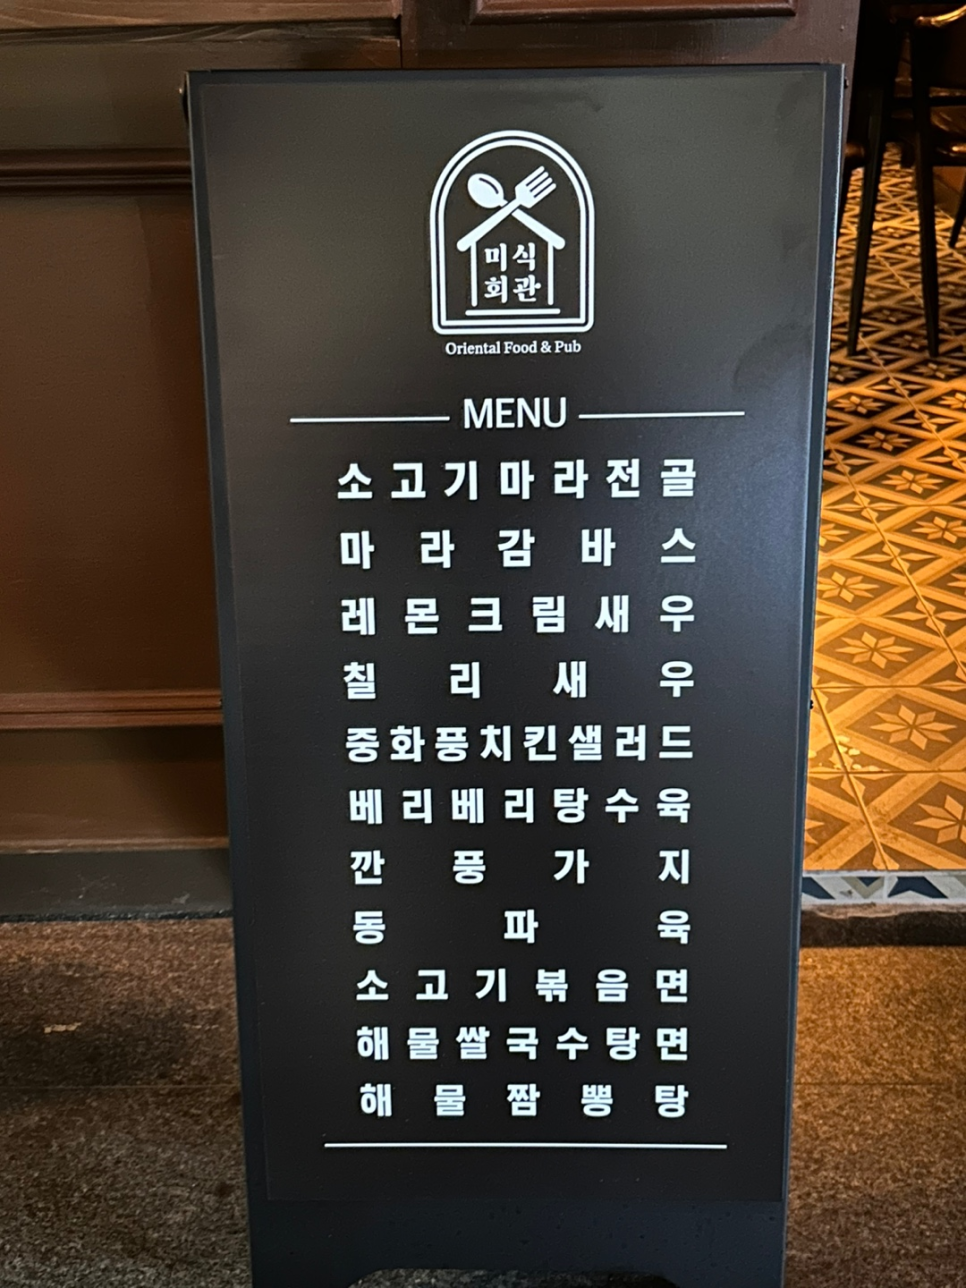 미식
회관
Oriental Food & Pub
MENU
소고기마라전골
마라감바스
레몬크림새우
칠리새우
중화풍치킨샐러드
베리베리탕수육
깐풍가지
동파육
소고기볶음면
해물쌀국수탕면
해물짬뽕탕